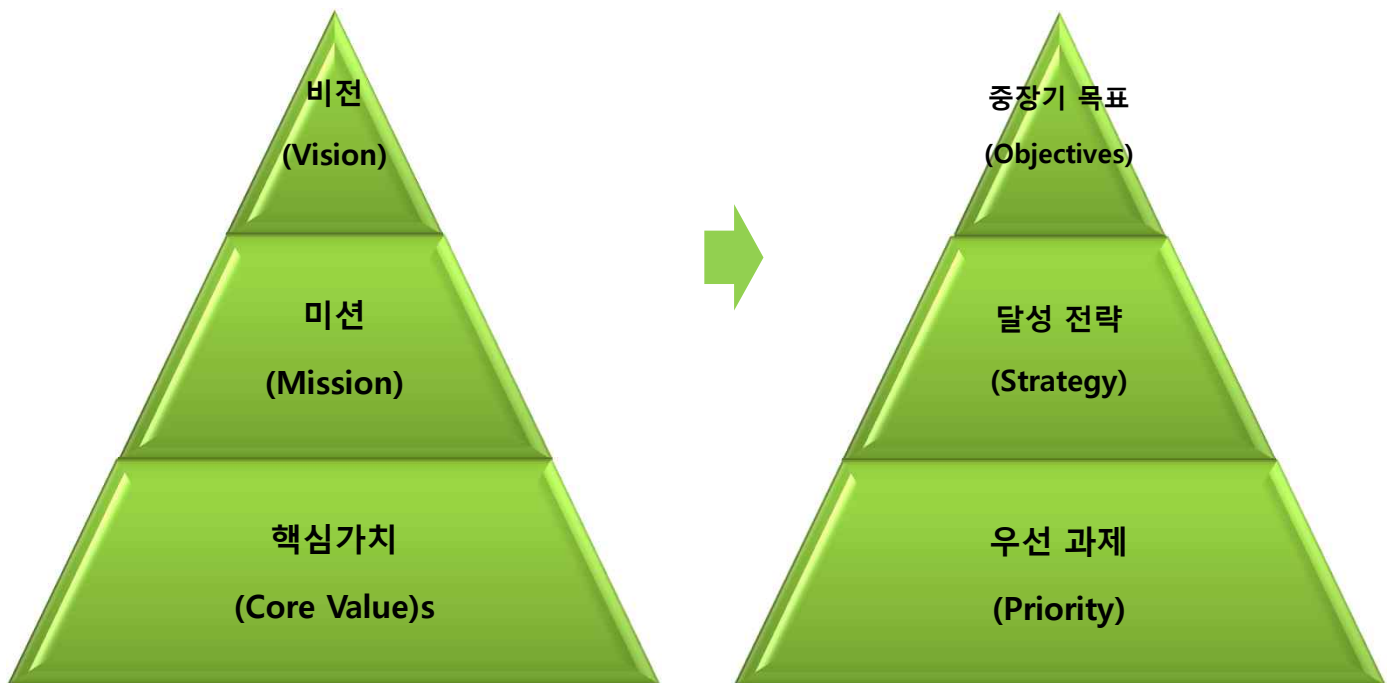 비전
(Vision)
미션
(Mission)
핵심가치
(Core Value)s
중장기 목표
(Objectives)
달성 전략
(Strategy)
우선 과제
(Priority)